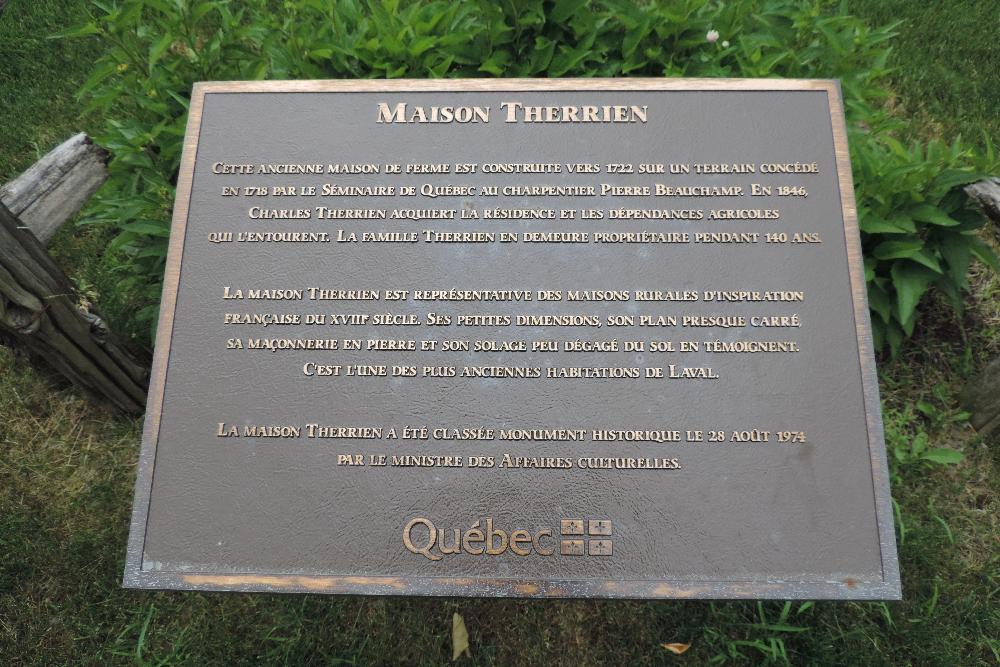 MAISON THERRIEN
CETTE ANCIENNE MAISON DE FERME EST CONSTRUITE VERS 1722 SUR UN TERRAIN CONCÉDÉ
EN 1718 PAR LE SÉMINAIRE DE QUÉBEC AU CHARPENTIER PIERRE BEAUCHAMP. EN 1846,
CHARLES THERRIEN ACQUIERT LA RÉSIDENCE ET LES DÉPENDANCES AGRICOLES
QUI L'ENTOURENT. LA FAMILLE THERRIEN EN DEMEURE PROPRIÉTAIRE PENDANT 140 ANS.
LA MAISON THERRIEN EST REPRÉSENTATIVE DES MAISONS RURALES D'INSPIRATION
FRANÇAISE DU XVIIIE SIÈCLE. SES PETITES DIMENSIONS, SON PLAN PRESQUE CARRÉ,
SA MAÇONNERIE EN PIERRE ET SON SOLAGE PEU DÉGAGÉ DU SOL EN TÉMOIGNENT.
C'EST L'UNE DES PLUS ANCIENNES HABITATIONS DE LAVAL.
LA MAISON THERRIEN A ÉTÉ CLASSÉE MONUMENT HISTORIQUE LE 28 AOÛT 1974
PAR LE MINISTRE DES AFFAIRES CULTURELLES.
Québec